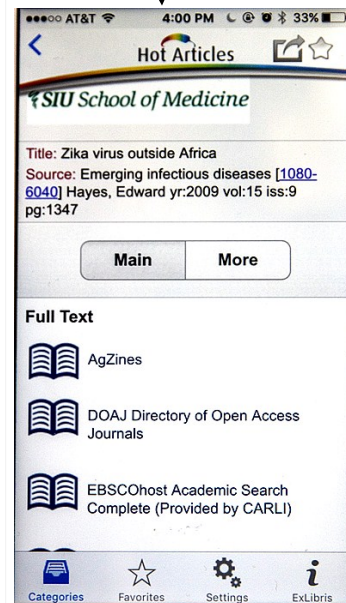 AT&T 4:00 PM 33%
Hot Articles
SIU School of Medicine
Title: Zika virus outside Africa
Source: Emerging infectious diseases [1080-
6040] Hayes, Edward yr:2009 vol:15 iss:9
pg:1347
Main More
Full Text
AgZines
DOAJ Directory of Open Access
Journals
EBSCOhost Academic Search
Complete (Provided by CARLI)
Categories Favorites Settings ExLibris